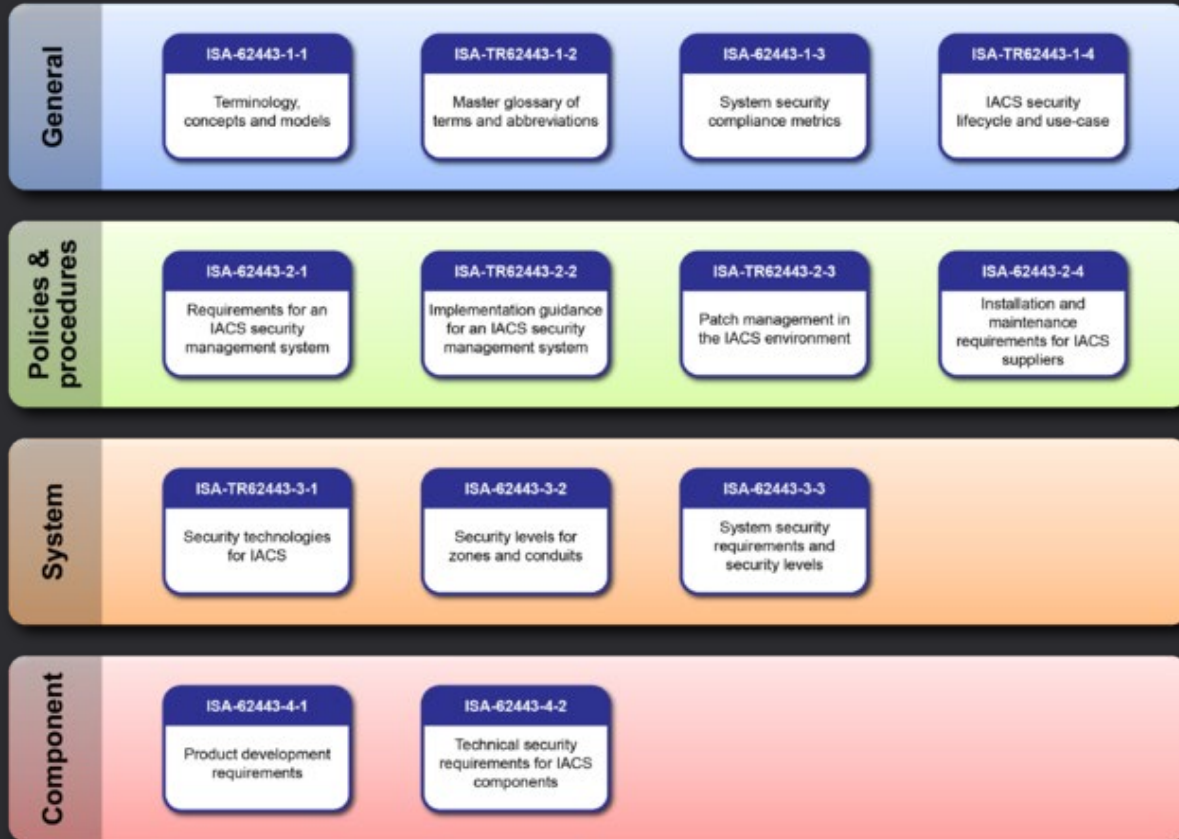 General
ISA-62443-1-1
Terminology,
concepts and models
ISA-TR62443-1-2
Master glossary of
terms and abbreviations
ISA-62443-1-3
System security
compliance metrics
ISA-TR62443-1-4
IACS security
lifecycle and use-case
Policies &
procedures
ISA-62443-2-1
Requirements for an
IACS security
management system
ISA-TR62443-2-2
Implementation guidance
for an IACS security
management system
ISA-TR62443-2-3
Patch management in
the IACS environment
ISA-62443-2-4
Installation and
maintenance
requirements for IACS
suppliers
System
ISA-TR62443-3-1
Security technologies
for IACS
ISA-62443-3-2
Security levels for
zones and conduits
ISA-62443-3-3
System security
requirements and
security levels
Component
ISA-62443-4-1
Product development
requirements
ISA-62443-4-2
Technical security
requirements for IACS
components